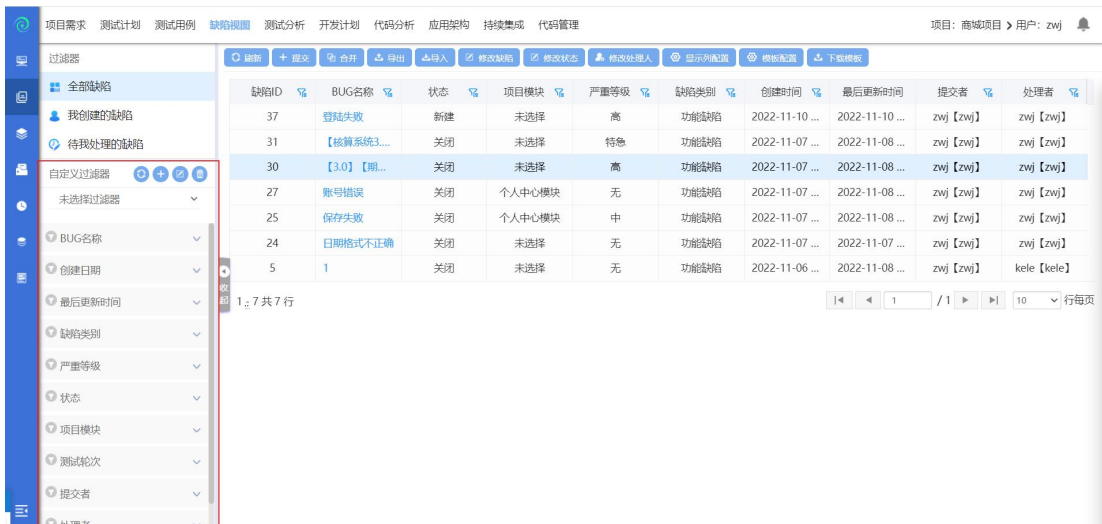 项目需求 测试计划 测试用例 缺陷视图 测试分析 开发计划 代码分析 应用架构 持续集成 代码管理 项目：商城项目 用户：zwj
过滤器
全部缺陷
我创建的缺陷
待我处理的缺陷
自定义过滤器
未选择过滤器
BUG名称
创建日期
最后更新时间
缺陷类别
严重等级
状态
项目模块
测试轮次
提交者
处理者
收起
刷新 提交 合并 导出 导入 修改缺陷 修改状态 修改处理人 显示列配置 模板配置 下载模板
缺陷ID BUG名称 状态 项目模块 严重等级 缺陷类别 创建时间 最后更新时间 提交者 处理者
37 登陆失败 新建 未选择 高 功能缺陷 2022-11-10 ... 2022-11-10 ... zwj【zwj】 zwj【zwj】
31 【核算系统3.... 关闭 未选择 特急 功能缺陷 2022-11-07 ... 2022-11-08 ... zwj【zwj】 zwj【zwj】
30 【3.0】【期... 关闭 未选择 高 功能缺陷 2022-11-07 ... 2022-11-08 ... zwj【zwj】 zwj【zwj】
27 账号错误 关闭 个人中心模块 无 功能缺陷 2022-11-07 ... 2022-11-08 ... zwj【zwj】 zwj【zwj】
25 保存失败 关闭 个人中心模块 中 功能缺陷 2022-11-07 ... 2022-11-08 ... zwj【zwj】 zwj【zwj】
24 日期格式不正确 关闭 未选择 无 功能缺陷 2022-11-07 ... 2022-11-07 ... zwj【zwj】 zwj【zwj】
5 1 关闭 未选择 无 功能缺陷 2022-11-06 ... 2022-11-08 ... zwj【zwj】 kele【kele】
1 .: 7 共 7 行 1 / 1 10 行每页